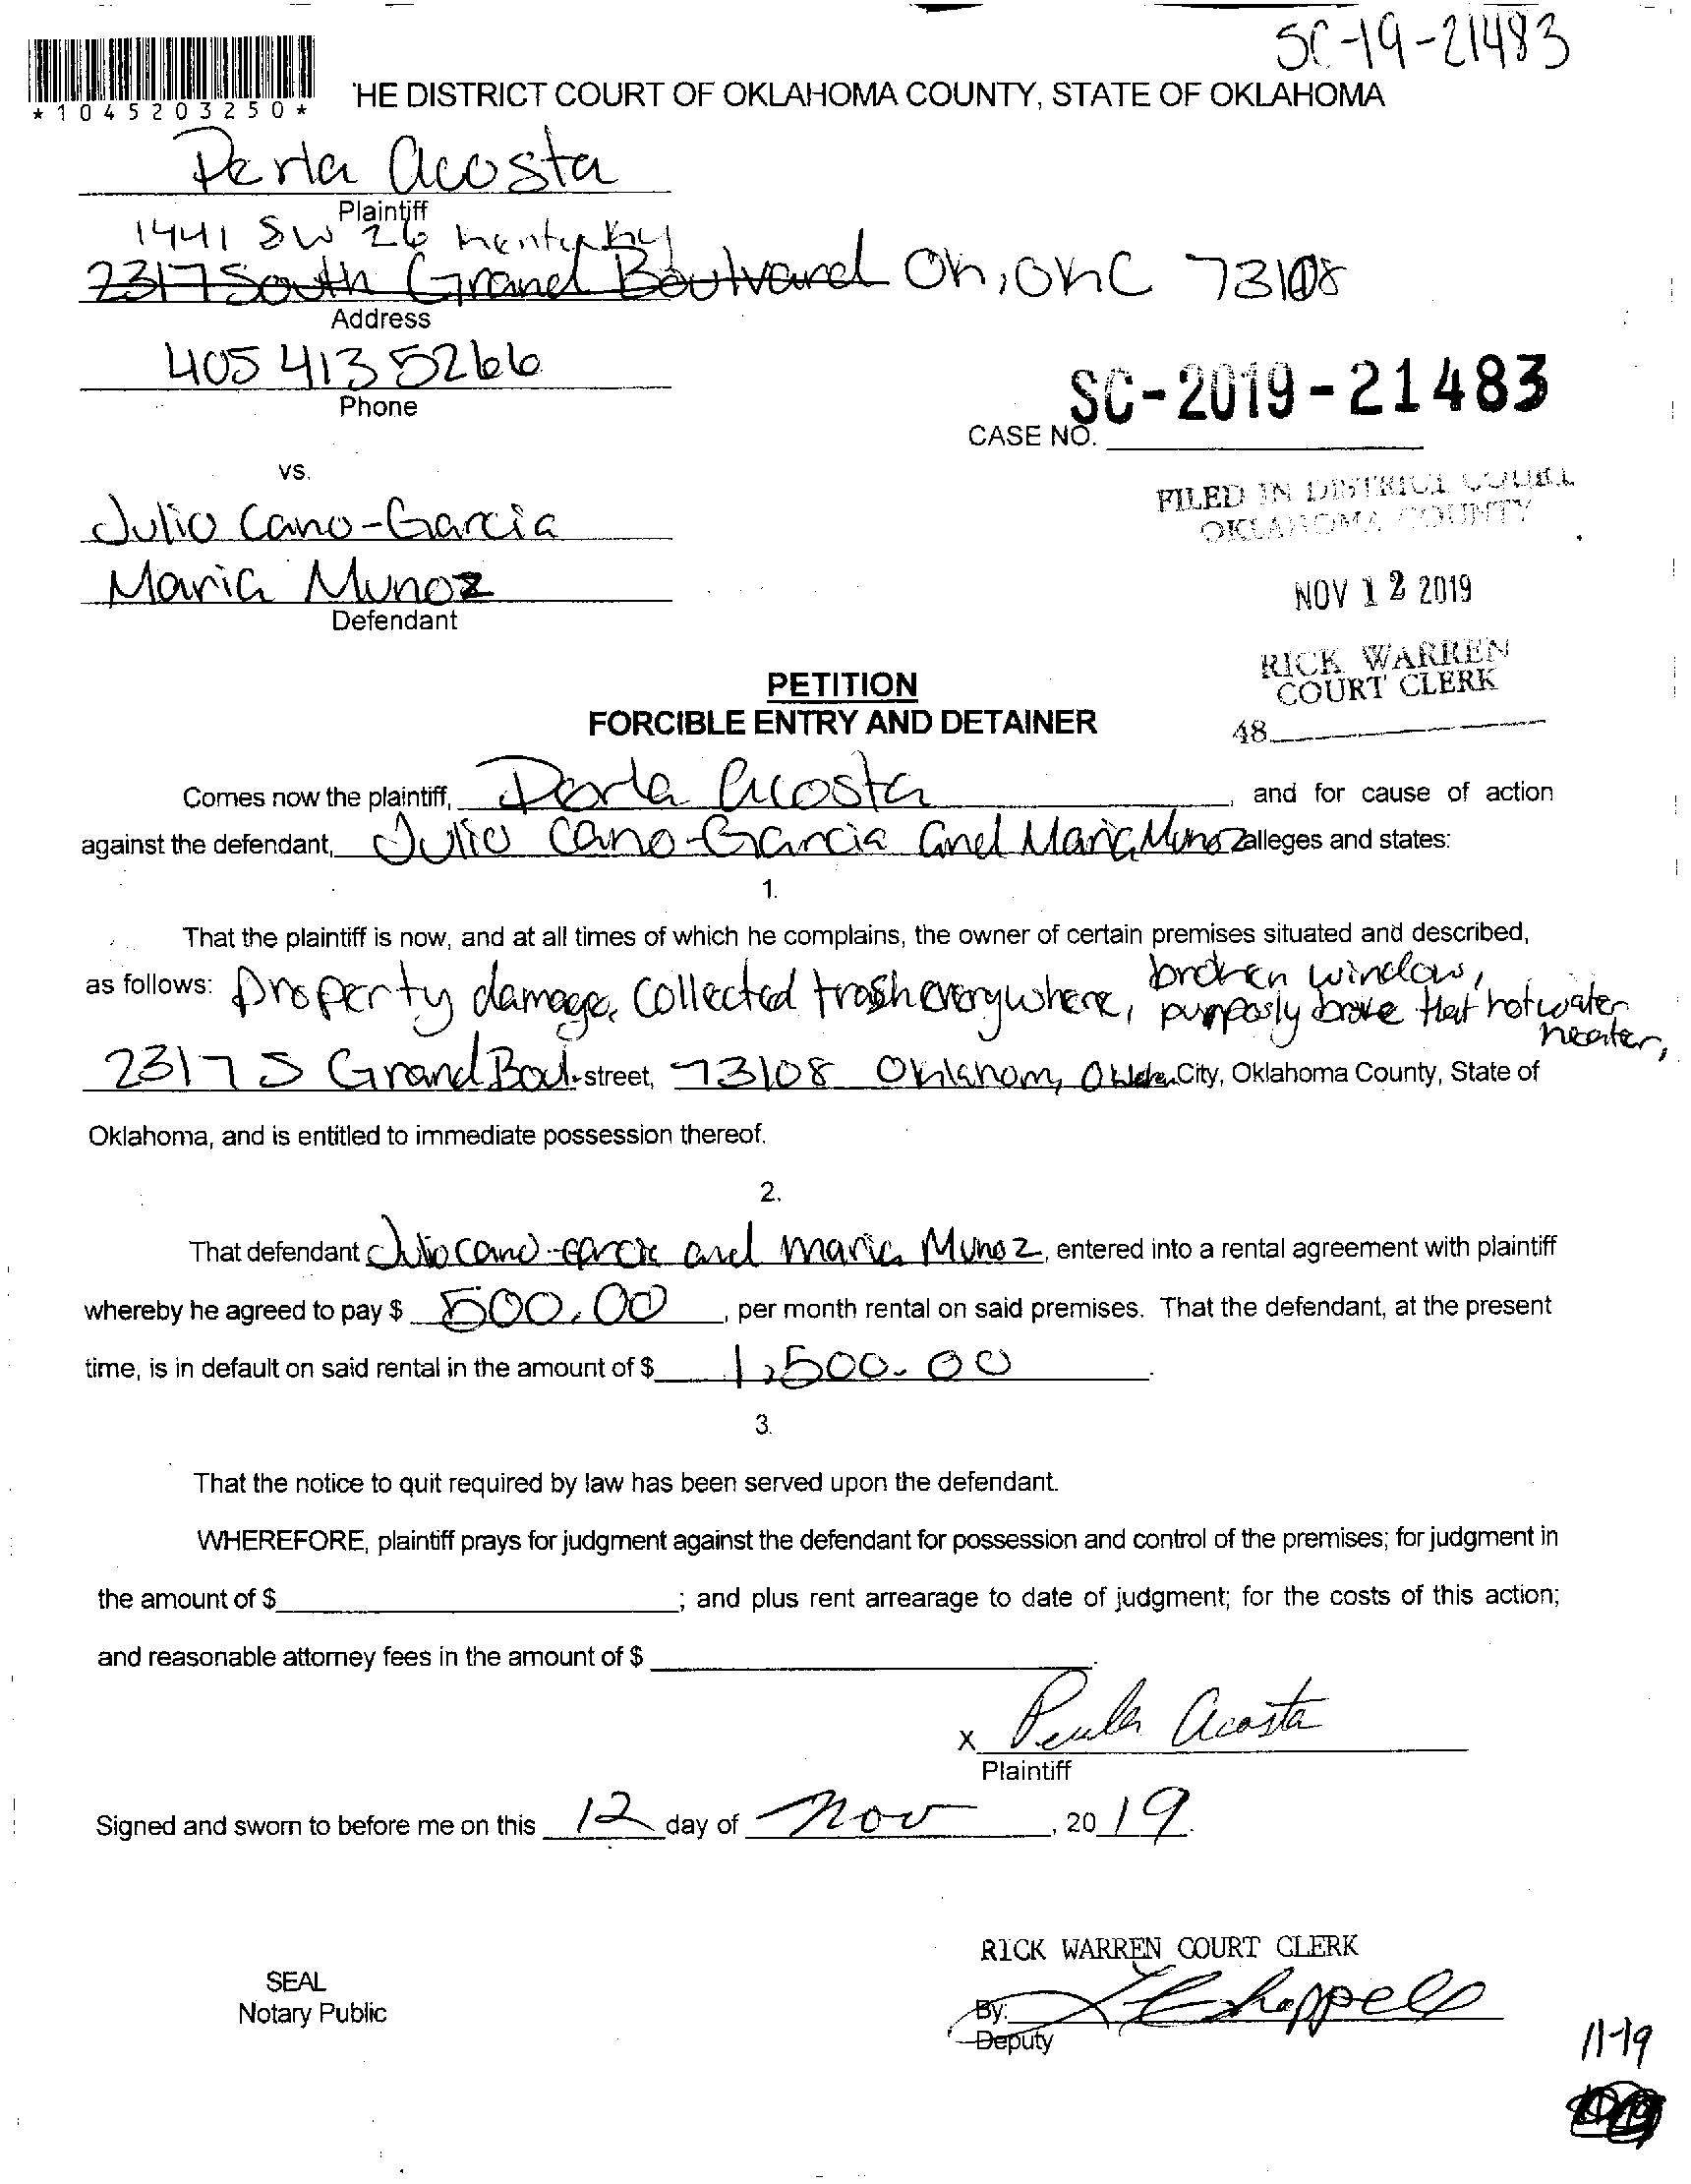 SC-19-21483
*1045203250*
'HE DISTRICT COURT OF OKLAHOMA COUNTY, STATE OF OKLAHOMA
Perla Acosta
Plaintiff
1441 SW 26 Kentucky
2317 South Grand Boulvard Ok, OKC 73108
Address
405 413 5266
Phone
SC-2019-21483
CASE NO.
vs.
Julio Cano-Garcia
Maria Munoz
Defendant
FILED IN DISTRICT COURT
OKLAHOMA COUNTY
NOV 12 2019
RICK WARREN
COURT CLERK
48
PETITION
FORCIBLE ENTRY AND DETAINER
Comes now the plaintiff, Perla Acosta, and for cause of action
against the defendant, Julio Cano-Garcia and Maria Munoz alleges and states:
1.
That the plaintiff is now, and at all times of which he complains, the owner of certain premises situated and described,
broken window,
as follows: Property damage, collected trash everywhere, purposly broke that hotwater
heater,
2317 S Grand Boul. street, 73108 Oklahom, City, Oklahoma County, State of
Oklahoma, and is entitled to immediate possession thereof.
2.
That defendant Julio Cano-Garcia and Maria Munoz, entered into a rental agreement with plaintiff
whereby he agreed to pay $ 500.00, per month rental on said premises. That the defendant, at the present
time, is in default on said rental in the amount of $ 1,500.00.
3.
That the notice to quit required by law has been served upon the defendant.
WHEREFORE, plaintiff prays for judgment against the defendant for possession and control of the premises; for judgment in
the amount of $ ; and plus rent arrearage to date of judgment; for the costs of this action;
and reasonable attorney fees in the amount of $
x Perla Acosta
Plaintiff
Signed and sworn to before me on this 12 day of Nov, 2019.
RICK WARREN COURT CLERK
SEAL
Notary Public
By: Chappell
Deputy
11-19